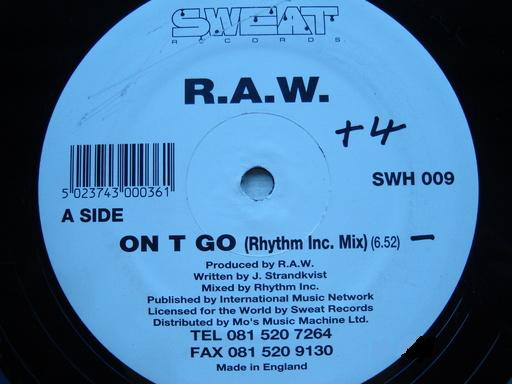 SWEAT
RECORDS
R.A.W.
+4
5 023743 000361
SWH 009
A SIDE
ON T GO (Rhythm Inc. Mix) (6.52) –
Produced by R.A.W.
Written by J. Strandkvist
Mixed by Rhythm Inc.
Published by International Music Network
Licensed for the World by Sweat Records
Distributed by Mo's Music Machine Ltd.
TEL 081 520 7264
FAX 081 520 9130
Made in England